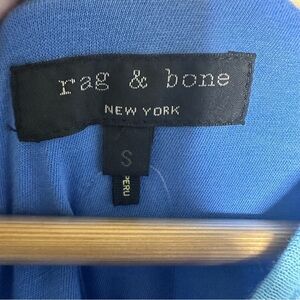 rag & bone
NEW YORK
S
PERU